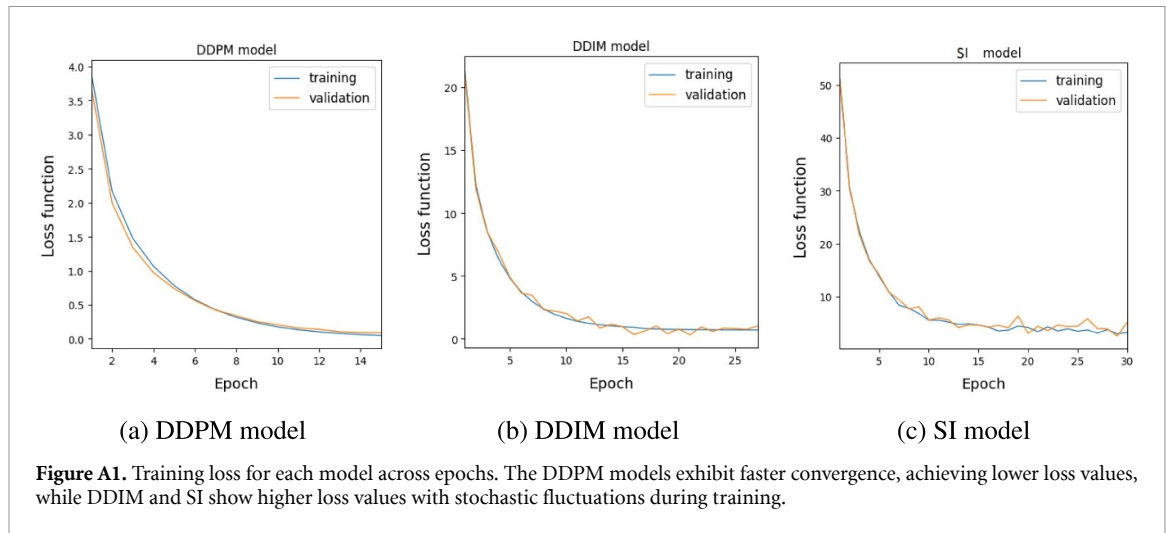 DDPM model
4.0
3.5
3.0
2.5
2.0
1.5
1.0
0.5
0.0
2 4 6 8 10 12 14
Loss function
Epoch
training
validation
(a) DDPM model
DDIM model
20
15
10
5
0
5 10 15 20 25
Loss function
Epoch
training
validation
(b) DDIM model
SI model
50
40
30
20
10
5 10 15 20 25 30
Loss function
Epoch
training
validation
(c) SI model
Figure A1. Training loss for each model across epochs. The DDPM models exhibit faster convergence, achieving lower loss values,
while DDIM and SI show higher loss values with stochastic fluctuations during training.